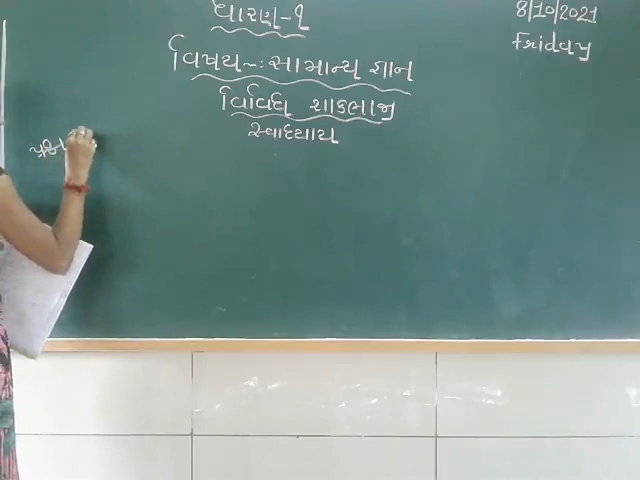 ધોરણ-૧
8/10/2021
Friday
વિષય~: સામાન્ય જ્ઞાન
વિવિધ શાકભાજી
સ્વાધ્યાય